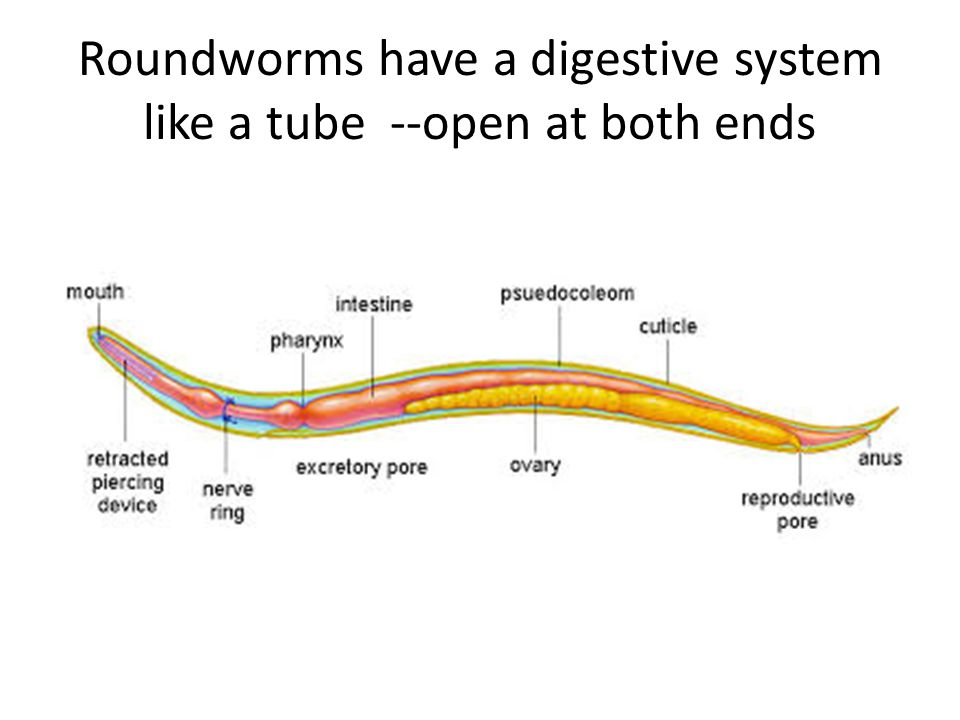 Roundworms have a digestive system
like a tube --open at both ends
mouth
intestine
psuedocoleom
cuticle
pharynx
retracted
piercing
device
nerve
ring
excretory pore
ovary
reproductive
pore
anus